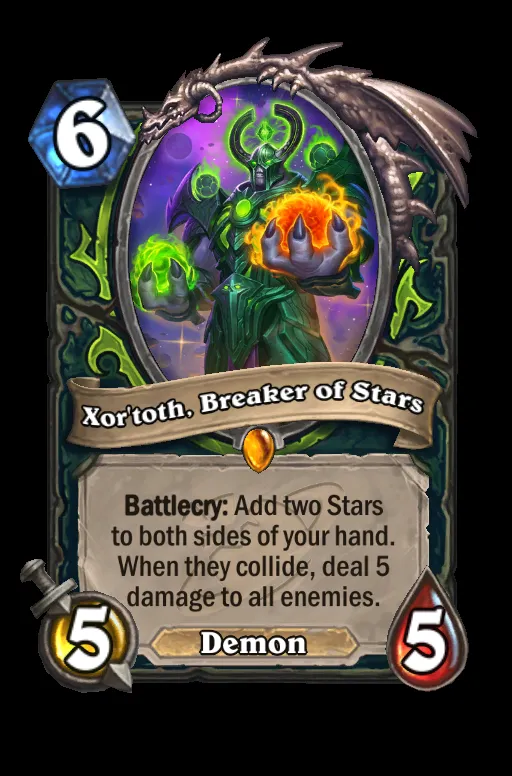 6
Xor'toth, Breaker of Stars
Battlecry: Add two Stars
to both sides of your hand.
When they collide, deal 5
damage to all enemies.
5
Demon
5